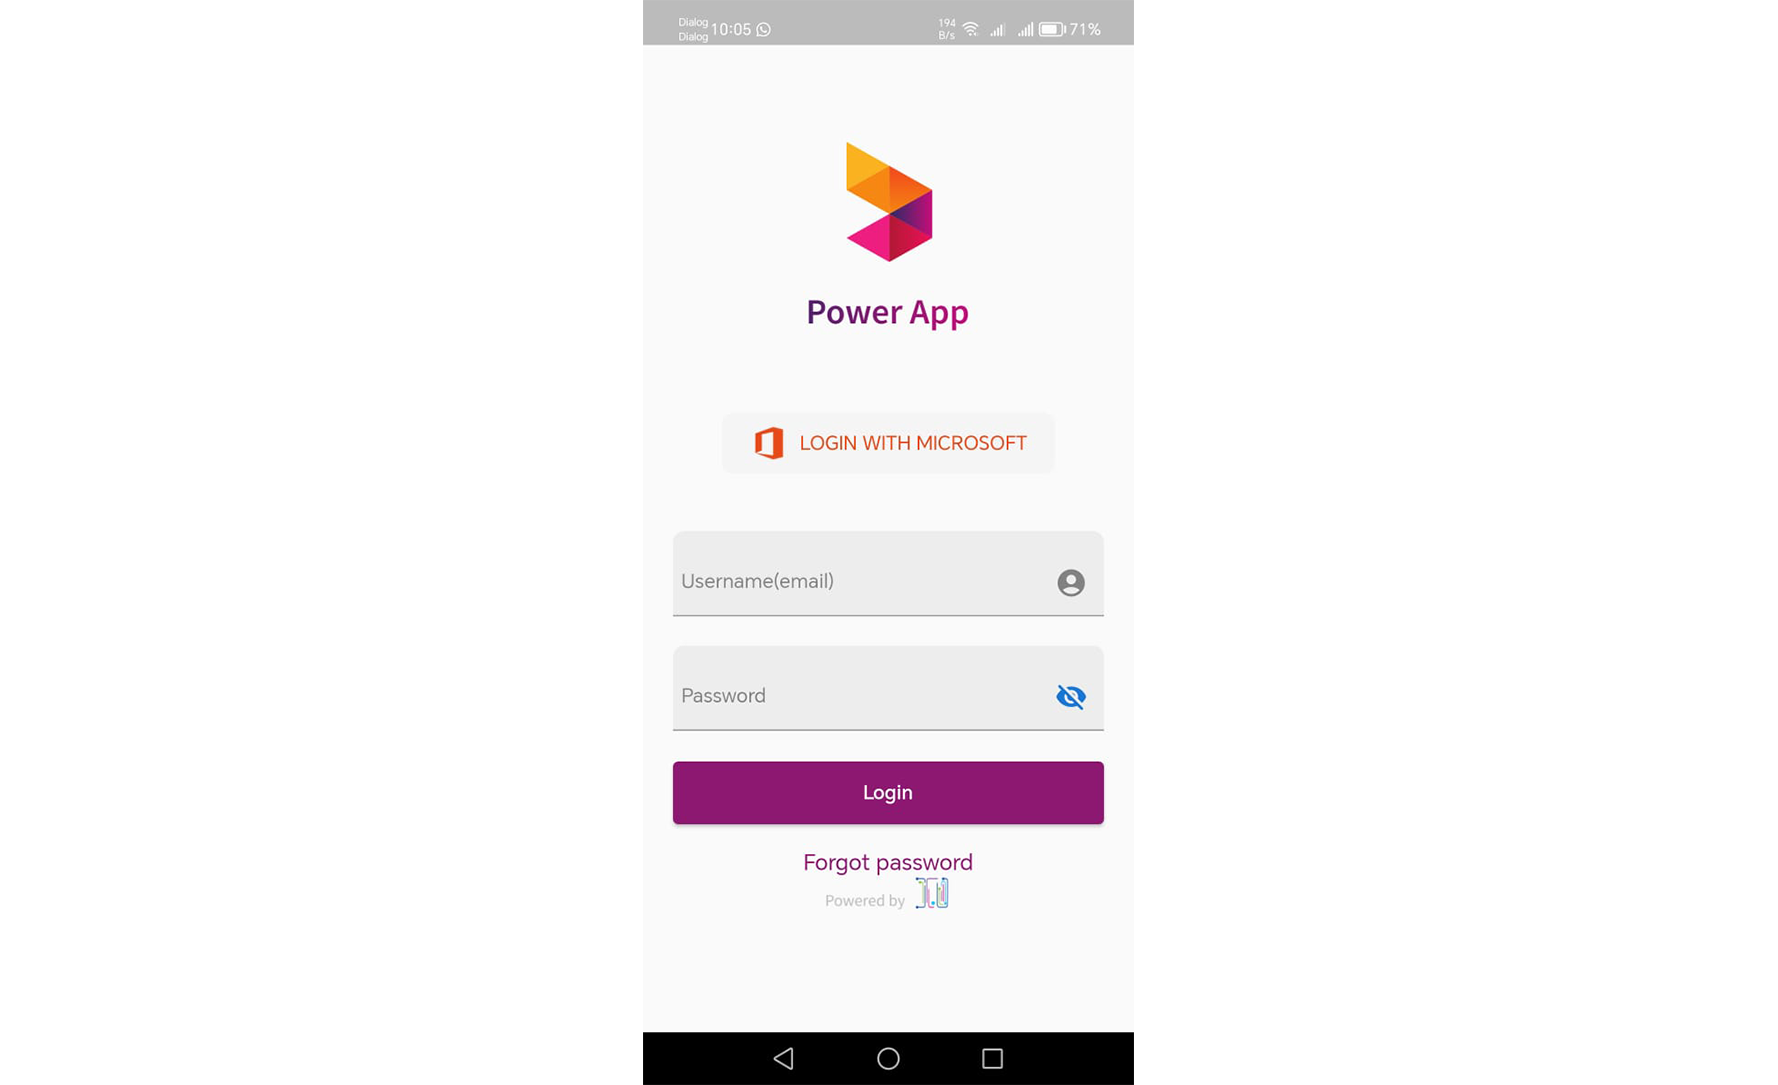 Dialog
Dialog
10:05
194
B/s
71%
Power App
LOGIN WITH MICROSOFT
Username(email)
Password
Login
Forgot password
Powered by